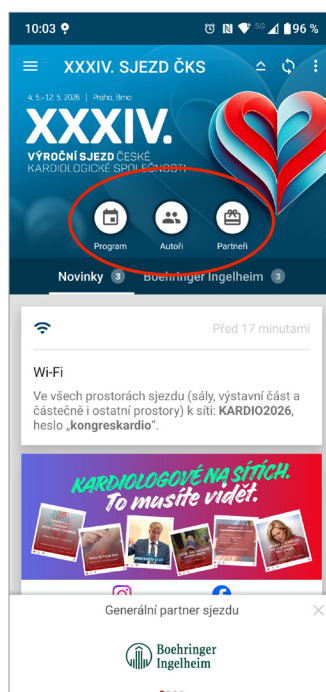 10:03
5G
96 %
XXXIV. SJEZD ČKS
4. 5.–12. 5. 2026 | Praha, Brno
XXXIV.
VÝROČNÍ SJEZD ČESKÉ
KARDIOLOGICKÉ SPOLEČNOSTI
Program Autoři Partneři
Novinky 3 Boehringer Ingelheim 3
Před 17 minutami
Wi-Fi
Ve všech prostorách sjezdu (sály, výstavní část a
částečně i ostatní prostory) k síti: KARDIO2026,
heslo „kongreskardio“.
KARDIOLOGOVÉ NA SÍTÍCH.
To musíte vidět.
Generální partner sjezdu
Boehringer
Ingelheim